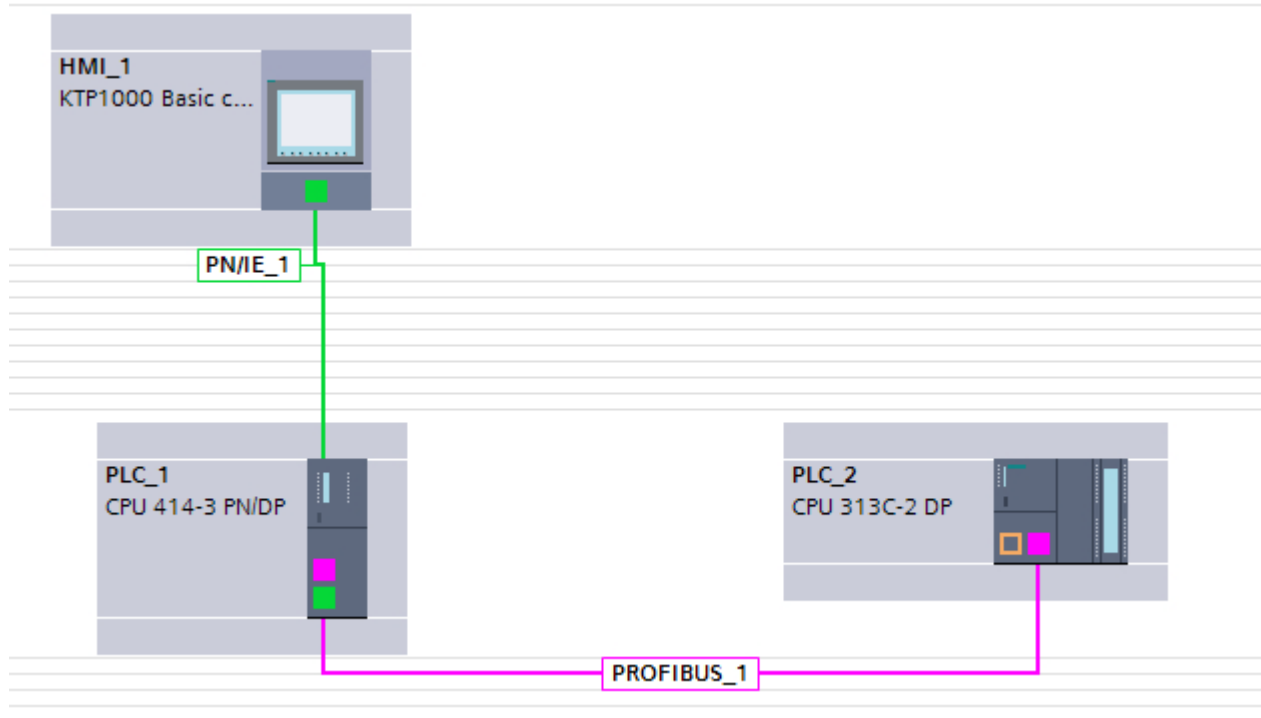 HMI_1
KTP1000 Basic c...
PN/IE_1
PLC_1
CPU 414-3 PN/DP
PLC_2
CPU 313C-2 DP
PROFIBUS_1